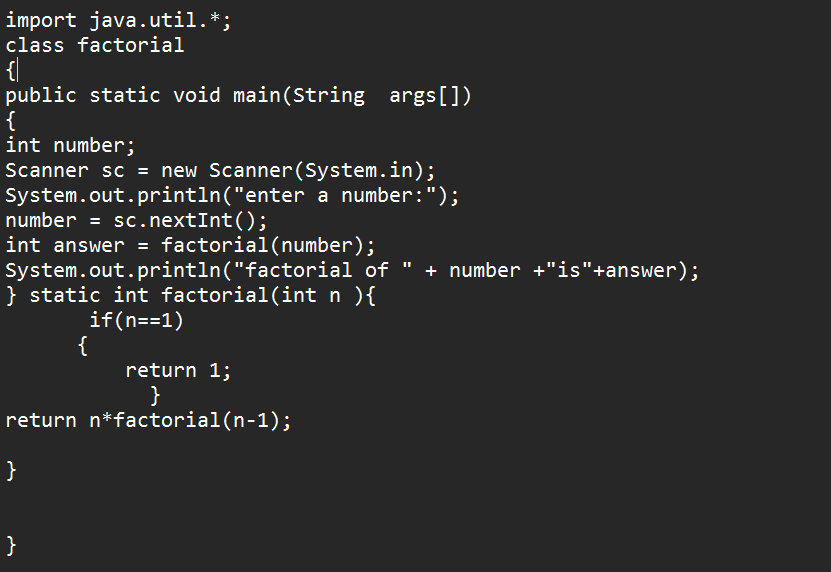 import java.util.*;
class factorial
{
public static void main(String  args[])
{
int number;
Scanner sc = new Scanner(System.in);
System.out.println("enter a number:");
number = sc.nextInt();
int answer = factorial(number);
System.out.println("factorial of " + number +"is"+answer);
} static int factorial(int n ){
       if(n==1)
      {
          return 1;
            }
return n*factorial(n-1);
}
}